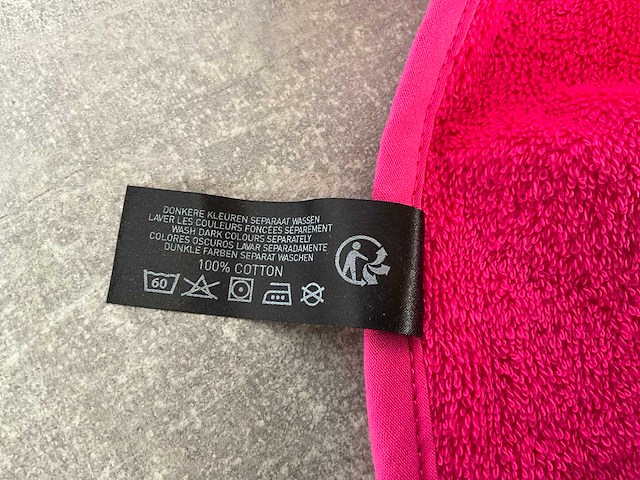 DONKERE KLEUREN SEPARAAT WASSEN
LAVER LES COULEURS FONCÉES SÉPARÉMENT
WASH DARK COLOURS SEPARATELY
COLORES OSCUROS LAVAR SEPARADAMENTE
DUNKLE FARBEN SEPARAT WASCHEN
100% COTTON
60